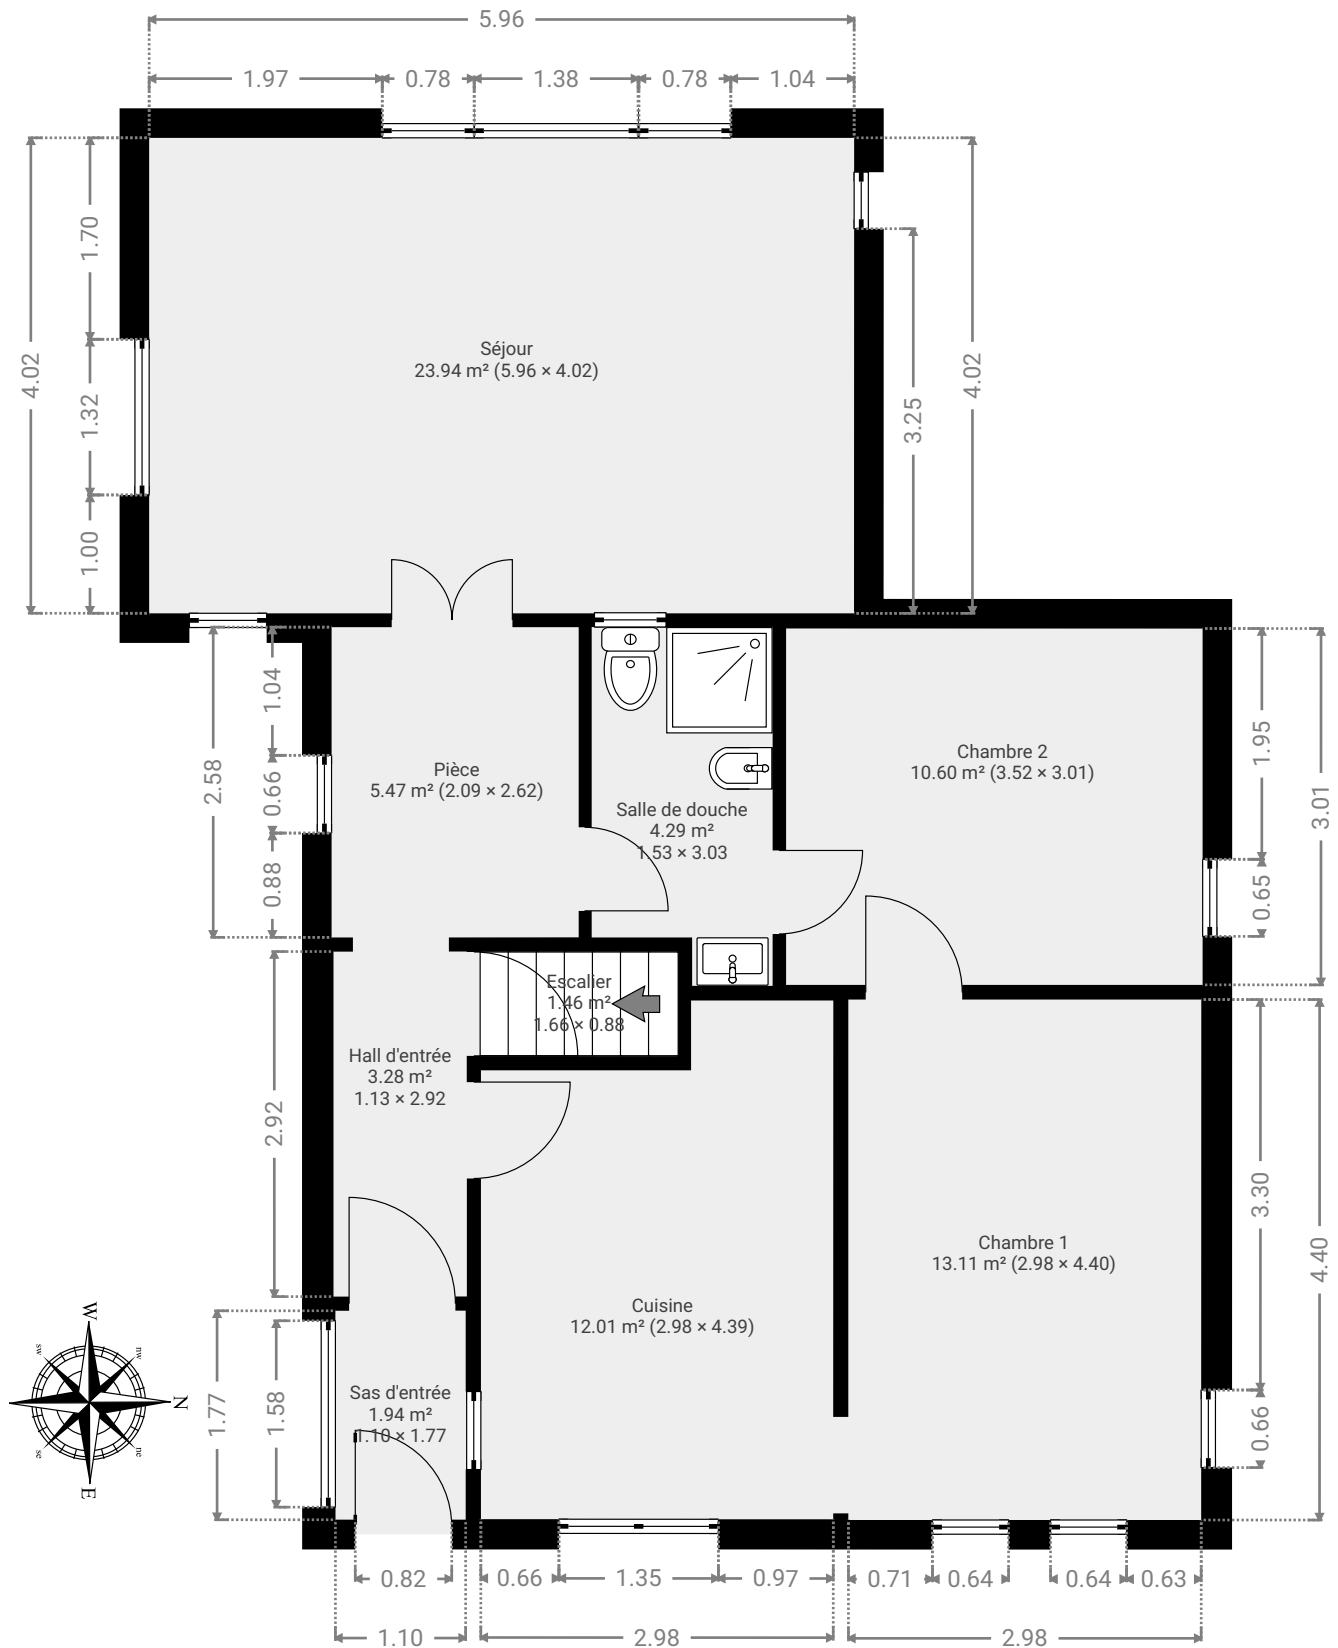 5.96
1.97
0.78
1.38
0.78
1.04
4.02
1.70
1.32
1.00
4.02
3.25
Séjour
23.94 m² (5.96 × 4.02)
2.58
1.04
0.66
0.88
Pièce
5.47 m² (2.09 × 2.62)
Salle de douche
4.29 m²
1.53 × 3.03
Chambre 2
10.60 m² (3.52 × 3.01)
1.95
0.65
3.01
Escalier
1.46 m²
1.66 × 0.88
Hall d'entrée
3.28 m²
1.13 × 2.92
2.92
Cuisine
12.01 m² (2.98 × 4.39)
Chambre 1
13.11 m² (2.98 × 4.40)
3.30
0.66
4.40
Sas d'entrée
1.94 m²
1.10 × 1.77
1.77
1.58
W
sw
nw
N
se
ne
E
0.82
0.66
1.35
0.97
0.71
0.64
0.64
0.63
1.10
2.98
2.98